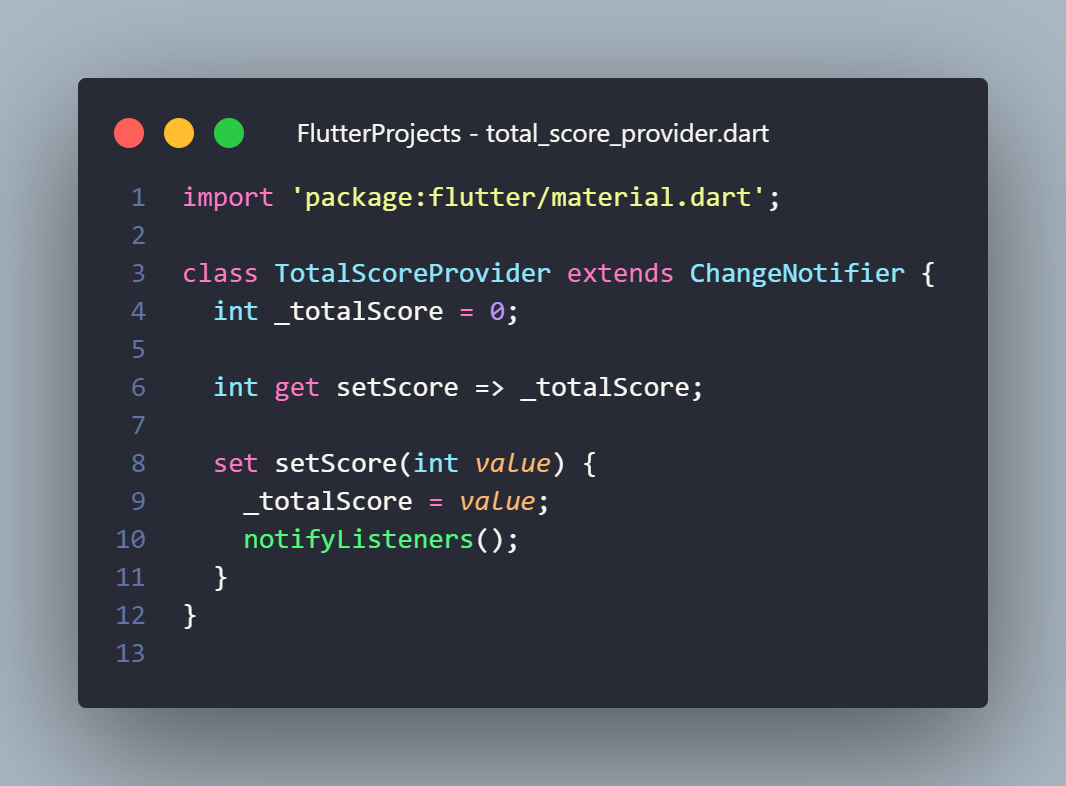 FlutterProjects - total_score_provider.dart
1 import 'package:flutter/material.dart';
2
3 class TotalScoreProvider extends ChangeNotifier {
4   int _totalScore = 0;
5
6   int get setScore => _totalScore;
7
8   set setScore(int value) {
9     _totalScore = value;
10     notifyListeners();
11   }
12 }
13